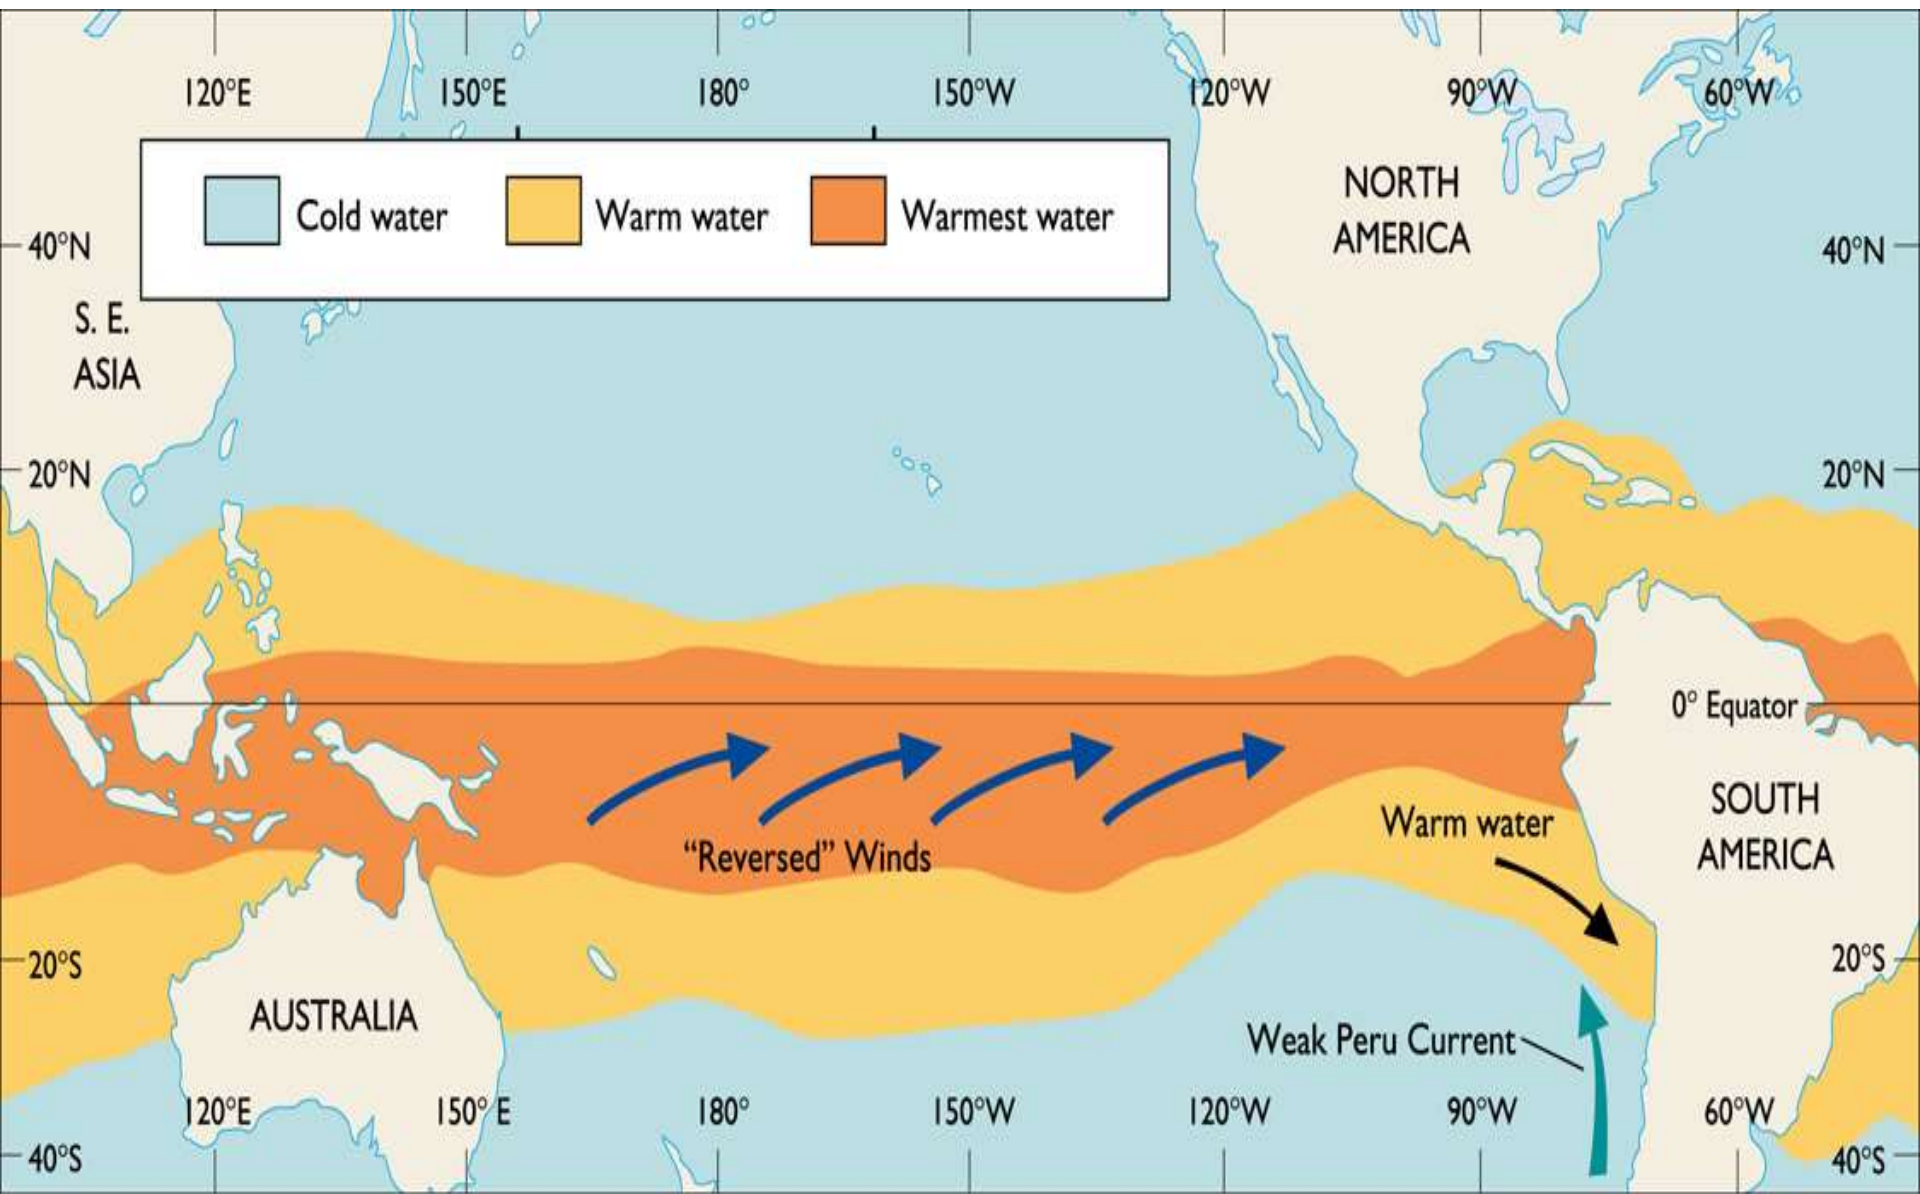 120°E 150°E 180° 150°W 120°W 90°W 60°W
Cold water Warm water Warmest water
NORTH
AMERICA
40°N 40°N
S. E.
ASIA
20°N 20°N
0° Equator
SOUTH
AMERICA
Warm water
"Reversed" Winds
20°S 20°S
AUSTRALIA
Weak Peru Current
120°E 150° E 180° 150°W 120°W 90°W 60°W
40°S 40°S